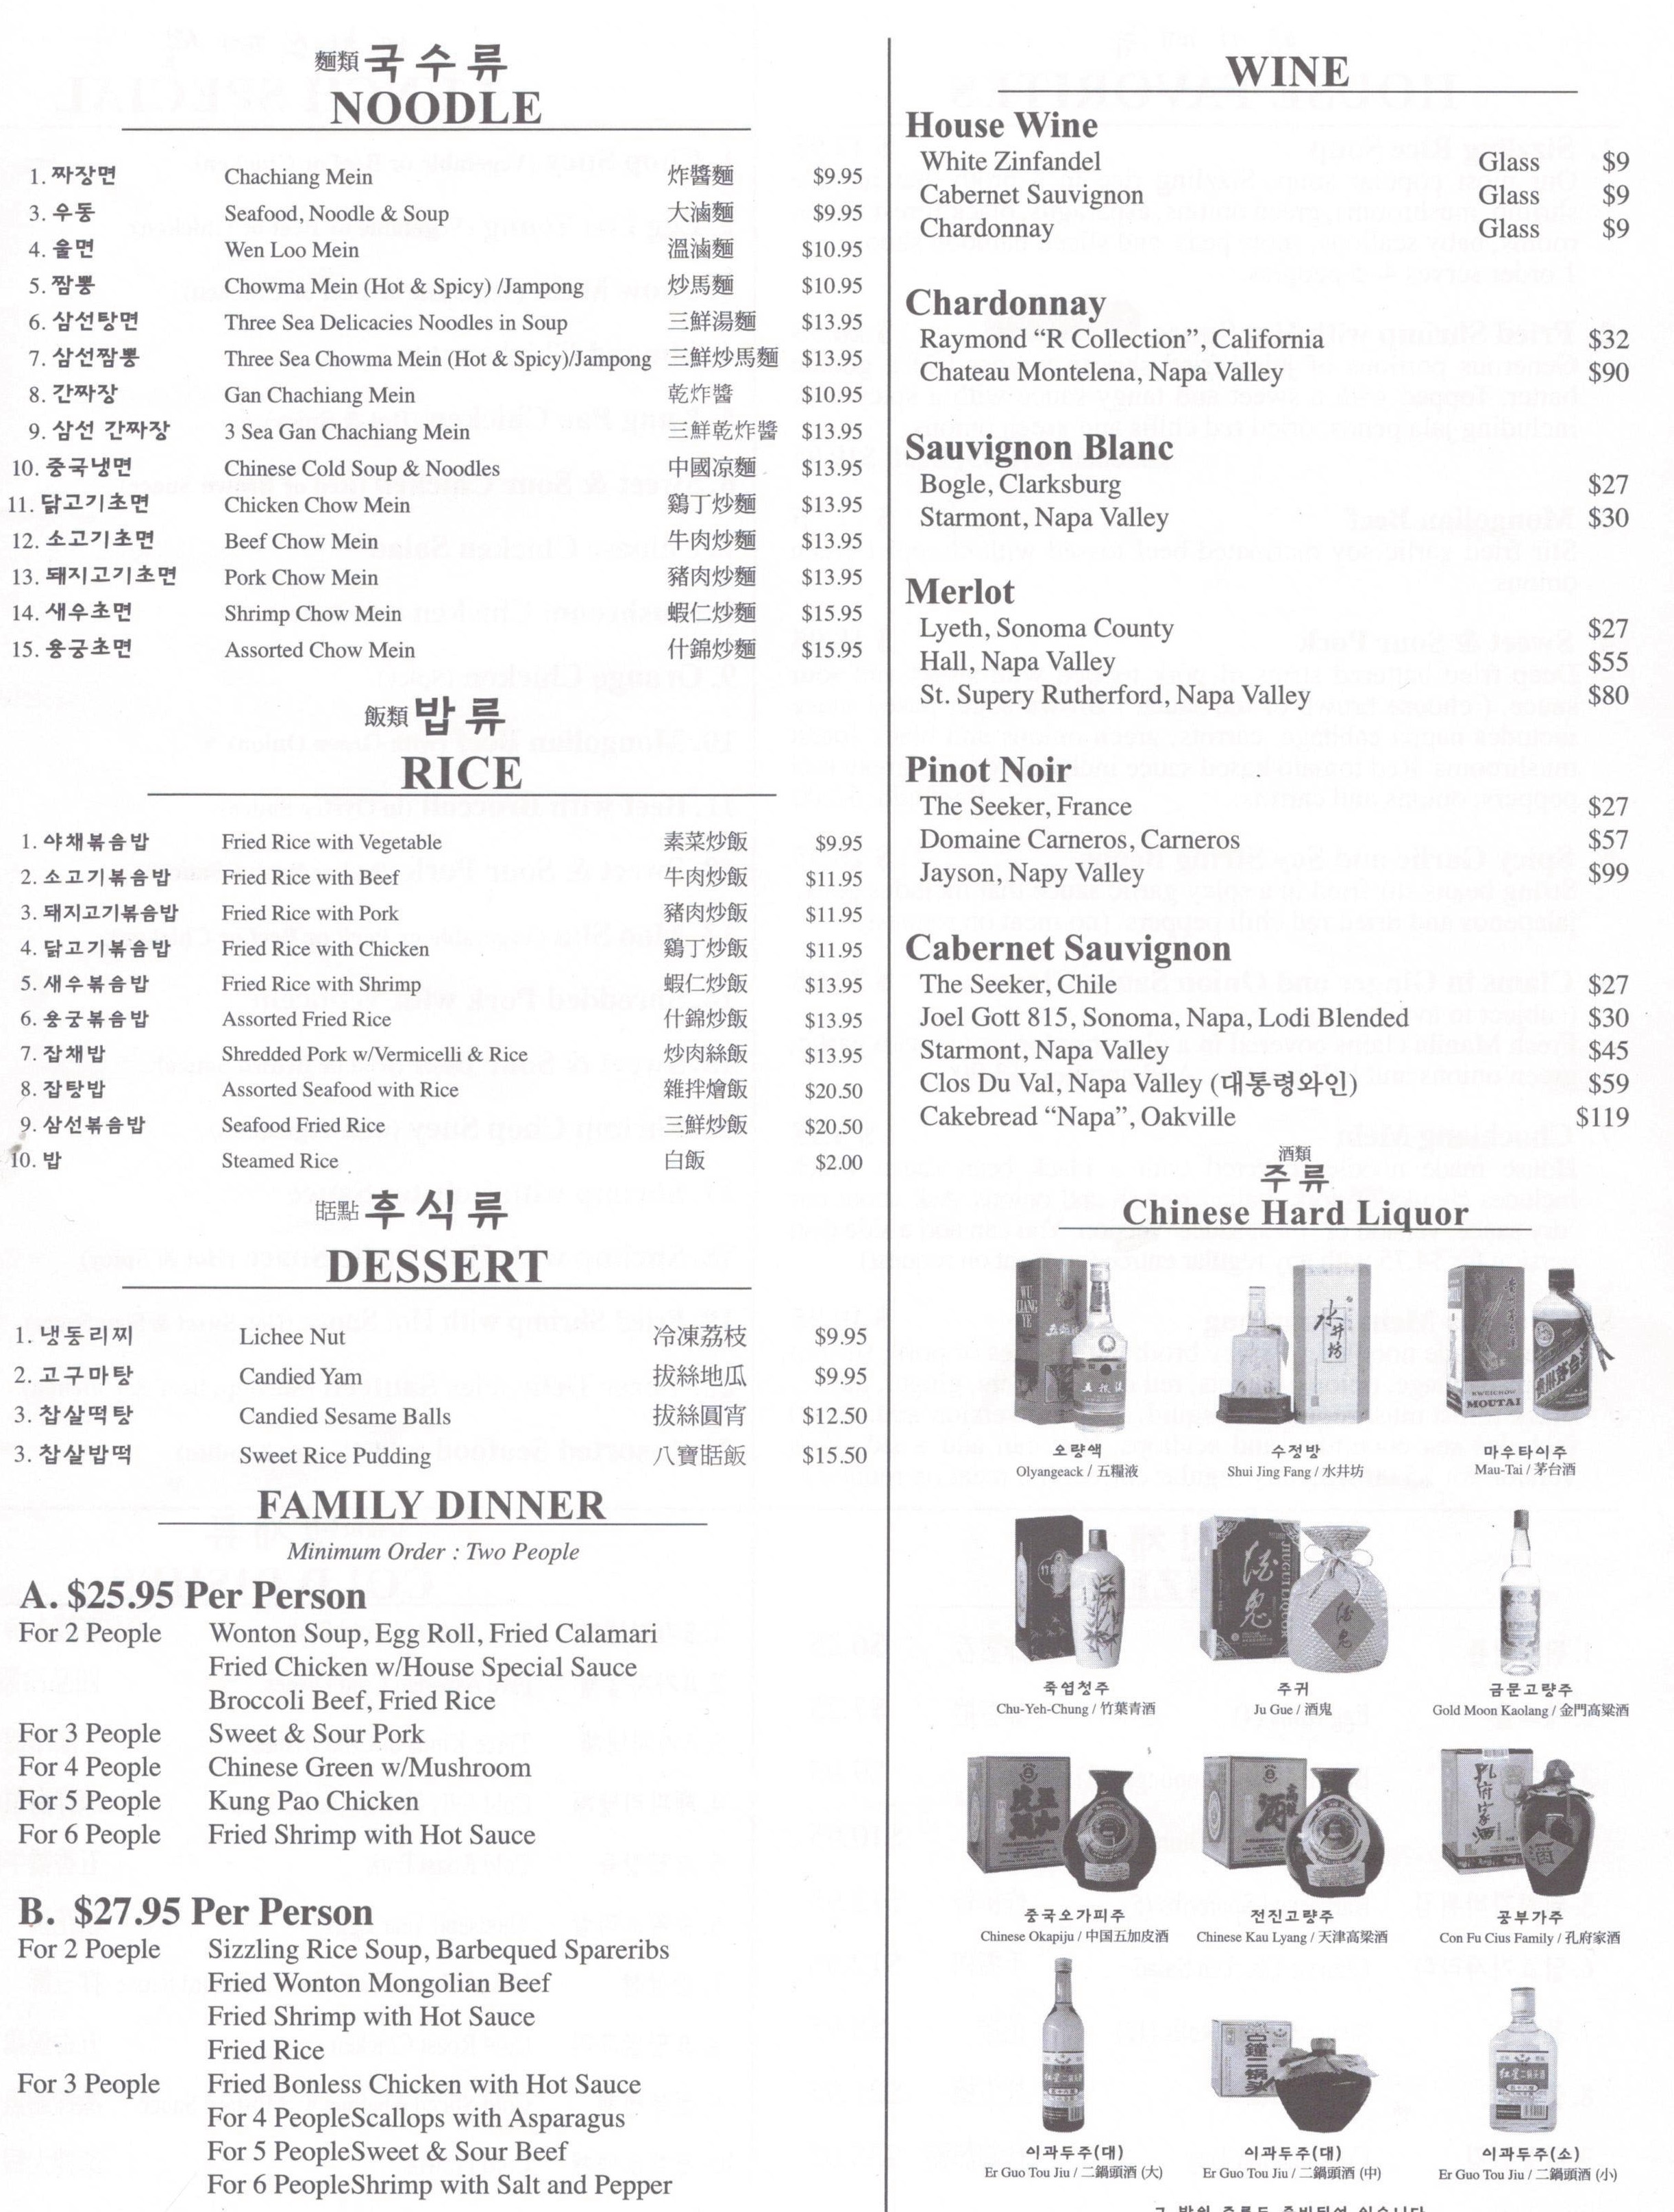 麵類 국수류
NOODLE
1. 짜장면 Chachiang Mein 炸醬麵 $9.95
3. 우동 Seafood, Noodle & Soup 大滷麵 $9.95
4. 울면 Wen Loo Mein 溫滷麵 $10.95
5. 짬뽕 Chowma Mein (Hot & Spicy) /Jampong 炒馬麵 $10.95
6. 삼선탕면 Three Sea Delicacies Noodles in Soup 三鮮湯麵 $13.95
7. 삼선짬뽕 Three Sea Chowma Mein (Hot & Spicy)/Jampong 三鮮炒馬麵 $13.95
8. 간짜장 Gan Chachiang Mein 乾炸醬 $10.95
9. 삼선 간짜장 3 Sea Gan Chachiang Mein 三鮮乾炸醬 $13.95
10. 중국냉면 Chinese Cold Soup & Noodles 中國凉麵 $13.95
11. 닭고기초면 Chicken Chow Mein 鷄丁炒麵 $13.95
12. 소고기초면 Beef Chow Mein 牛肉炒麵 $13.95
13. 돼지고기초면 Pork Chow Mein 豬肉炒麵 $13.95
14. 새우초면 Shrimp Chow Mein 蝦仁炒麵 $15.95
15. 용궁초면 Assorted Chow Mein 什錦炒麵 $15.95
飯類 밥류
RICE
1. 야채볶음밥 Fried Rice with Vegetable 素菜炒飯 $9.95
2. 소고기볶음밥 Fried Rice with Beef 牛肉炒飯 $11.95
3. 돼지고기볶음밥 Fried Rice with Pork 豬肉炒飯 $11.95
4. 닭고기볶음밥 Fried Rice with Chicken 鷄丁炒飯 $11.95
5. 새우볶음밥 Fried Rice with Shrimp 蝦仁炒飯 $13.95
6. 용궁볶음밥 Assorted Fried Rice 什錦炒飯 $13.95
7. 잡채밥 Shredded Pork w/Vermicelli & Rice 炒肉絲飯 $13.95
8. 잡탕밥 Assorted Seafood with Rice 雜拌燴飯 $20.50
9. 삼선볶음밥 Seafood Fried Rice 三鮮炒飯 $20.50
10. 밥 Steamed Rice 白飯 $2.00
點 후식류
DESSERT
1. 냉동리찌 Lichee Nut 冷凍荔枝 $9.95
2. 고구마탕 Candied Yam 拔絲地瓜 $9.95
3. 찹쌀떡탕 Candied Sesame Balls 拔絲圓宵 $12.50
3. 찹쌀밥떡 Sweet Rice Pudding 八寶飯 $15.50
FAMILY DINNER
Minimum Order : Two People
A. $25.95 Per Person
For 2 People Wonton Soup, Egg Roll, Fried Calamari
Fried Chicken w/House Special Sauce
Broccoli Beef, Fried Rice
For 3 People Sweet & Sour Pork
For 4 People Chinese Green w/Mushroom
For 5 People Kung Pao Chicken
For 6 People Fried Shrimp with Hot Sauce
B. $27.95 Per Person
For 2 Poeple Sizzling Rice Soup, Barbequed Spareribs
Fried Wonton Mongolian Beef
Fried Shrimp with Hot Sauce
Fried Rice
For 3 People Fried Bonless Chicken with Hot Sauce
For 4 PeopleScallops with Asparagus
For 5 PeopleSweet & Sour Beef
For 6 PeopleShrimp with Salt and Pepper
WINE
House Wine
White Zinfandel Glass $9
Cabernet Sauvignon Glass $9
Chardonnay Glass $9
Chardonnay
Raymond “R Collection”, California $32
Chateau Montelena, Napa Valley $90
Sauvignon Blanc
Bogle, Clarksburg $27
Starmont, Napa Valley $30
Merlot
Lyeth, Sonoma County $27
Hall, Napa Valley $55
St. Supery Rutherford, Napa Valley $80
Pinot Noir
The Seeker, France $27
Domaine Carneros, Carneros $57
Jayson, Napy Valley $99
Cabernet Sauvignon
The Seeker, Chile $27
Joel Gott 815, Sonoma, Napa, Lodi Blended $30
Starmont, Napa Valley $45
Clos Du Val, Napa Valley (대통령와인) $59
Cakebread “Napa”, Oakville $119
酒類
주류
Chinese Hard Liquor
WU LIANG YE 五粮液 水井坊 KWEICHOW MOUTAI
오량액 수정방 마우타이주
Olyangeack / 五糧液 Shui Jing Fang / 水井坊 Mau-Tai / 茅台酒
酒鬼 JIUGUI LIQUOR 酒鬼
죽엽청주 주귀 금문고량주
Chu-Yeh-Chung / 竹葉青酒 Ju Gue / 酒鬼 Gold Moon Kaolang / 金門高粱酒
孔府家酒 酒
중국오가피주 전진고량주 공부가주
Chinese Okapiju / 中国五加皮酒 Chinese Kau Lyang / 天津高梁酒 Con Fu Cius Family / 孔府家酒
이과두주(대) 이과두주(대) 이과두주(소)
Er Guo Tou Jiu / 二鍋頭酒 (大) Er Guo Tou Jiu / 二鍋頭酒 (中) Er Guo Tou Jiu / 二鍋頭酒 (小)